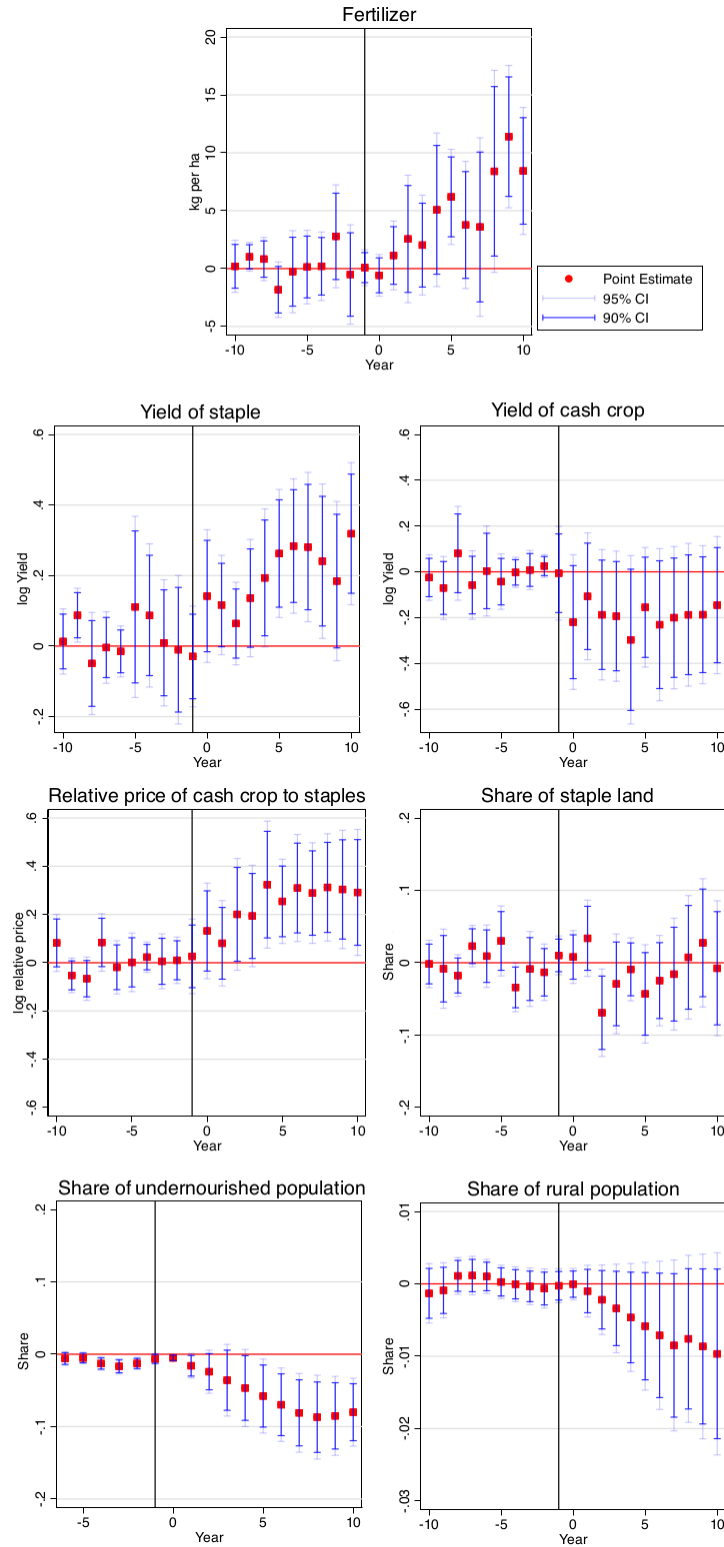 Fertilizer
20
15
10
5
0
-5
kg per ha
-10 -5 0 5 10
Year
Point Estimate
95% CI
90% CI
Yield of staple
.6
.4
.2
0
-.2
log Yield
-10 -5 0 5 10
Year
Yield of cash crop
.6
.4
.2
0
-.2
-.4
-.6
log Yield
-10 -5 0 5 10
Year
Relative price of cash crop to staples
.6
.4
.2
0
-.2
-.4
-.6
log relative price
-10 -5 0 5 10
Year
Share of staple land
.2
.1
0
-.1
-.2
Share
-10 -5 0 5 10
Year
Share of undernourished population
.2
.1
0
-.1
-.2
Share
-5 0 5 10
Year
Share of rural population
.01
0
-.01
-.02
-.03
Share
-10 -5 0 5 10
Year